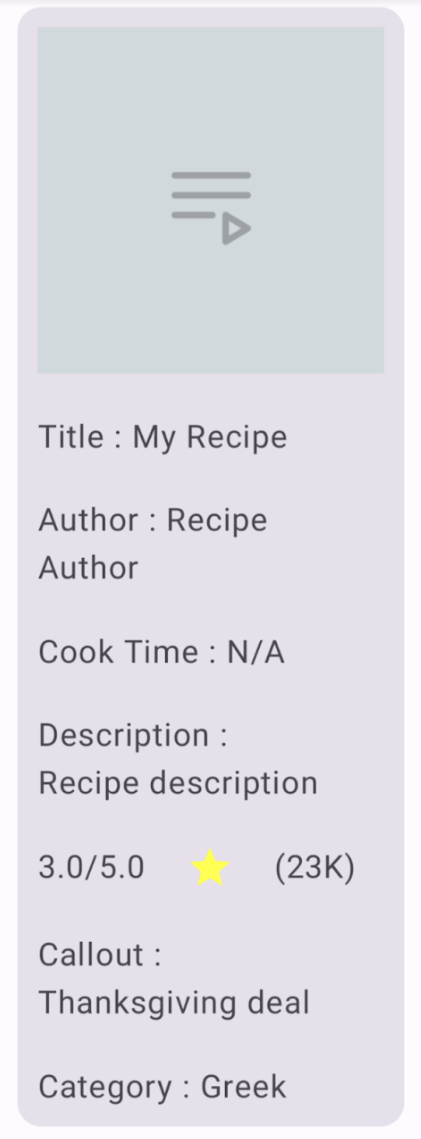 Title : My Recipe
Author : Recipe
Author
Cook Time : N/A
Description :
Recipe description
3.0/5.0 (23K)
Callout :
Thanksgiving deal
Category : Greek